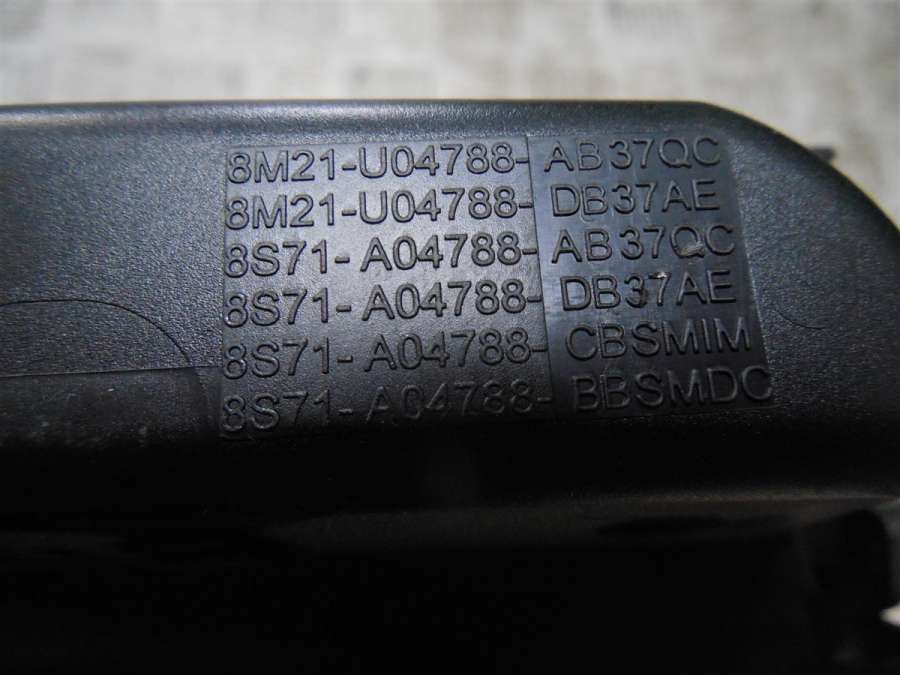 8M21-U04788-AB37QC
8M21-U04788-DB37AE
8S71-A04788-AB37QC
8S71-A04788-DB37AE
8S71-A04788-CBSMIM
8S71-A04788-BBSMDC